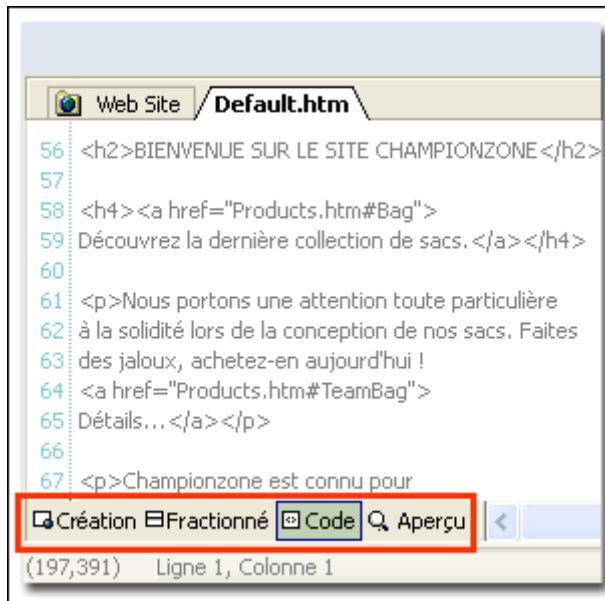 Web Site Default.htm
56 <h2>BIENVENUE SUR LE SITE CHAMPIONZONE</h2>
57
58 <h4><a href="Products.htm#Bag">
59 Découvrez la dernière collection de sacs.</a></h4>
60
61 <p>Nous portons une attention toute particulière
62 à la solidité lors de la conception de nos sacs. Faites
63 des jaloux, achetez-en aujourd'hui !
64 <a href="Products.htm#TeamBag">
65 Détails...</a></p>
66
67 <p>Championzone est connu pour
Création Fractionné Code Aperçu
(197,391) Ligne 1, Colonne 1